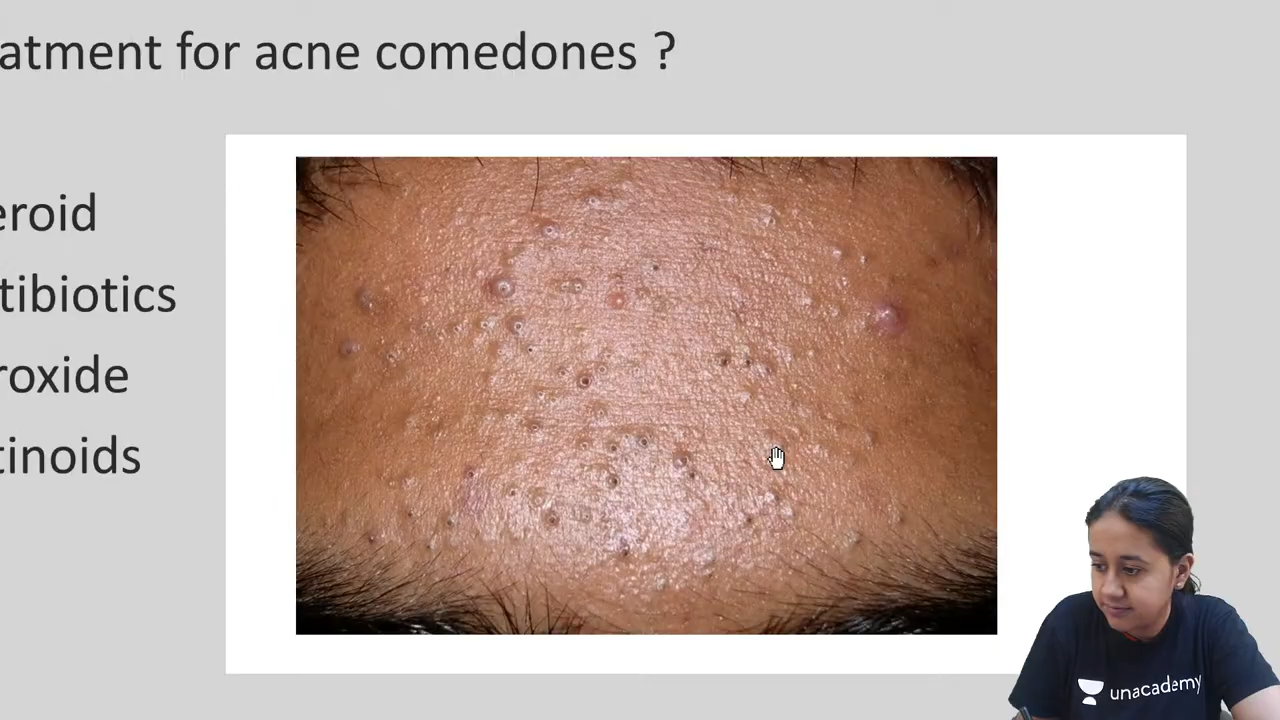 atment for acne comedones ?
eroid
tibiotics
roxide
tinoids
unacademy